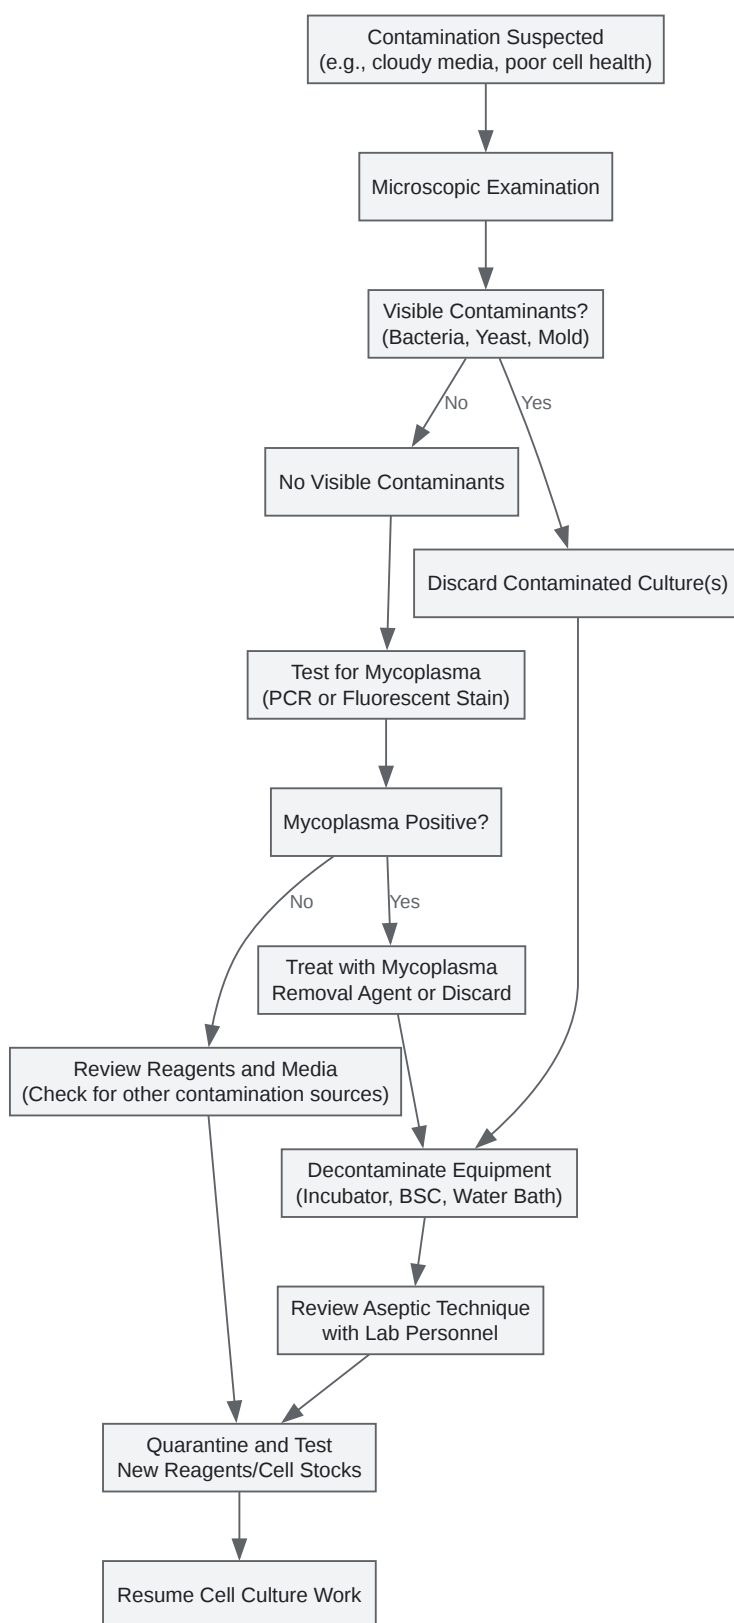 Contamination Suspected
(e.g., cloudy media, poor cell health)
Microscopic Examination
Visible Contaminants?
(Bacteria, Yeast, Mold)
No
Yes
No Visible Contaminants
Discard Contaminated Culture(s)
Test for Mycoplasma
(PCR or Fluorescent Stain)
Mycoplasma Positive?
No
Yes
Treat with Mycoplasma
Removal Agent or Discard
Review Reagents and Media
(Check for other contamination sources)
Decontaminate Equipment
(Incubator, BSC, Water Bath)
Review Aseptic Technique
with Lab Personnel
Quarantine and Test
New Reagents/Cell Stocks
Resume Cell Culture Work